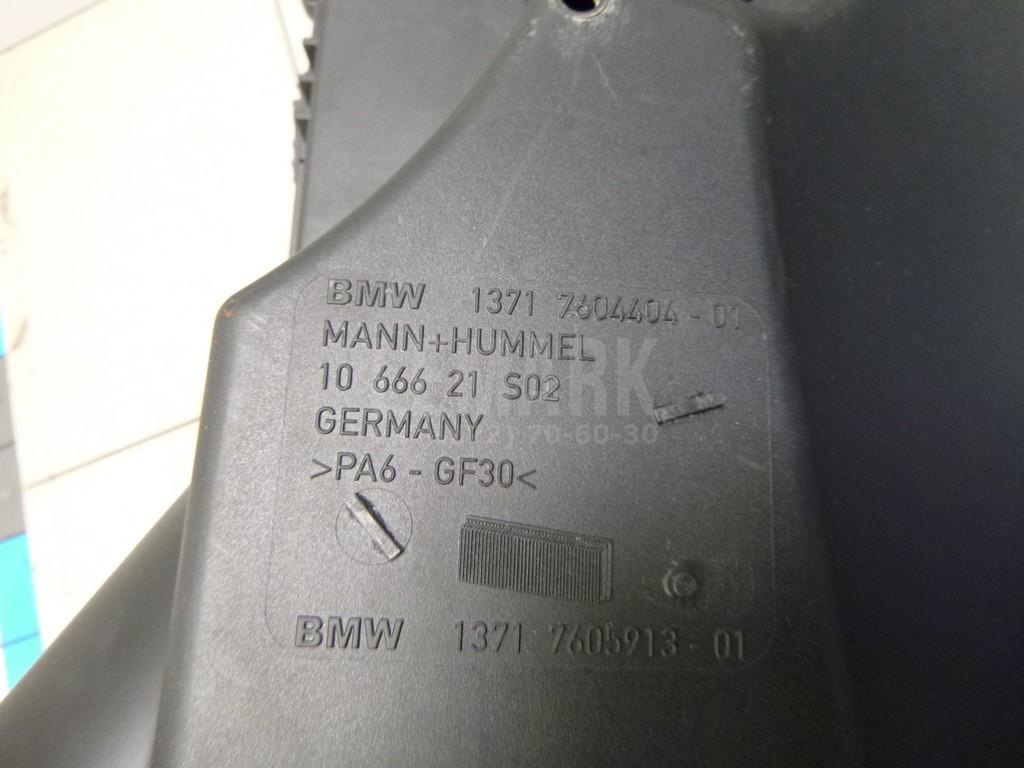 BMW 1371 7604404-01
MANN+HUMMEL
10 666 21 S02
GERMANY
>PA6-GF30<
BMW 1371 7605913-01